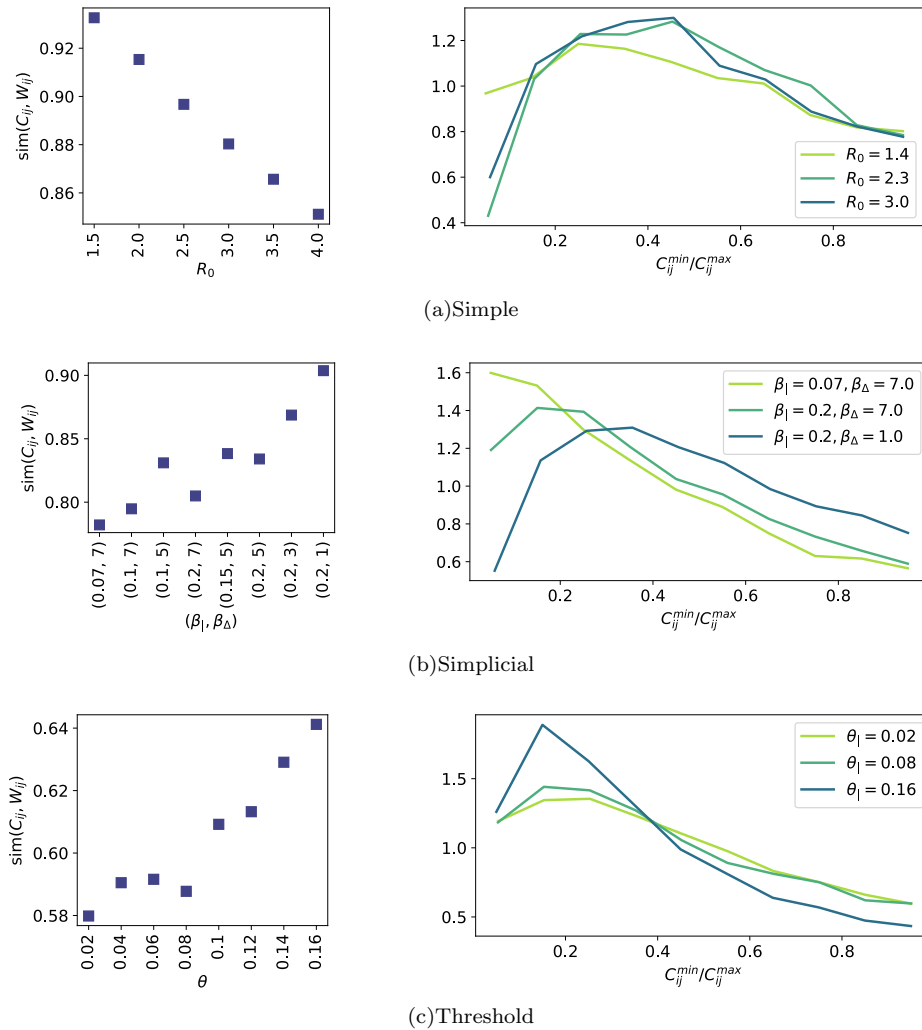 0.92
0.90
0.88
0.86
sim(C_ij, W_ij)
1.5 2.0 2.5 3.0 3.5 4.0
R_0
1.2
1.0
0.8
0.6
0.4
0.2 0.4 0.6 0.8
C_ij^min/C_ij^max
R_0 = 1.4
R_0 = 2.3
R_0 = 3.0
(a)Simple
0.90
0.85
0.80
sim(C_ij, W_ij)
(0.07, 7) (0.1, 7) (0.1, 5) (0.2, 7) (0.15, 5) (0.2, 5) (0.2, 3) (0.2, 1)
(β_|, β_Δ)
1.6
1.4
1.2
1.0
0.8
0.6
0.2 0.4 0.6 0.8
C_ij^min/C_ij^max
β_| = 0.07, β_Δ = 7.0
β_| = 0.2, β_Δ = 7.0
β_| = 0.2, β_Δ = 1.0
(b)Simplicial
0.64
0.62
0.60
0.58
sim(C_ij, W_ij)
0.02 0.04 0.06 0.08 0.1 0.12 0.14 0.16
θ
1.5
1.0
0.5
0.2 0.4 0.6 0.8
C_ij^min/C_ij^max
θ_| = 0.02
θ_| = 0.08
θ_| = 0.16
(c)Threshold